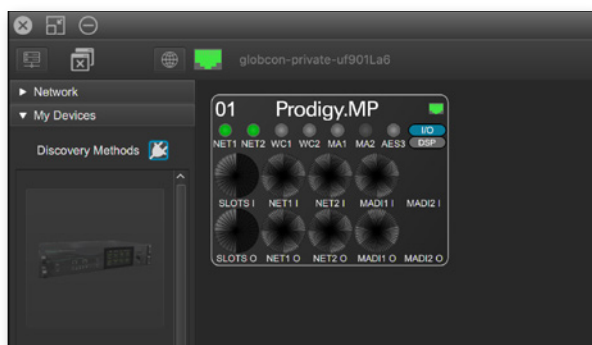 globcon-private-uf901La6
Network
My Devices
Discovery Methods
01 Prodigy.MP
NET1 NET2 WC1 WC2 MA1 MA2 AES3
I/O
DSP
SLOTS I NET1 I NET2 I MADI1 I MADI2 I
SLOTS O NET1 O NET2 O MADI1 O MADI2 O